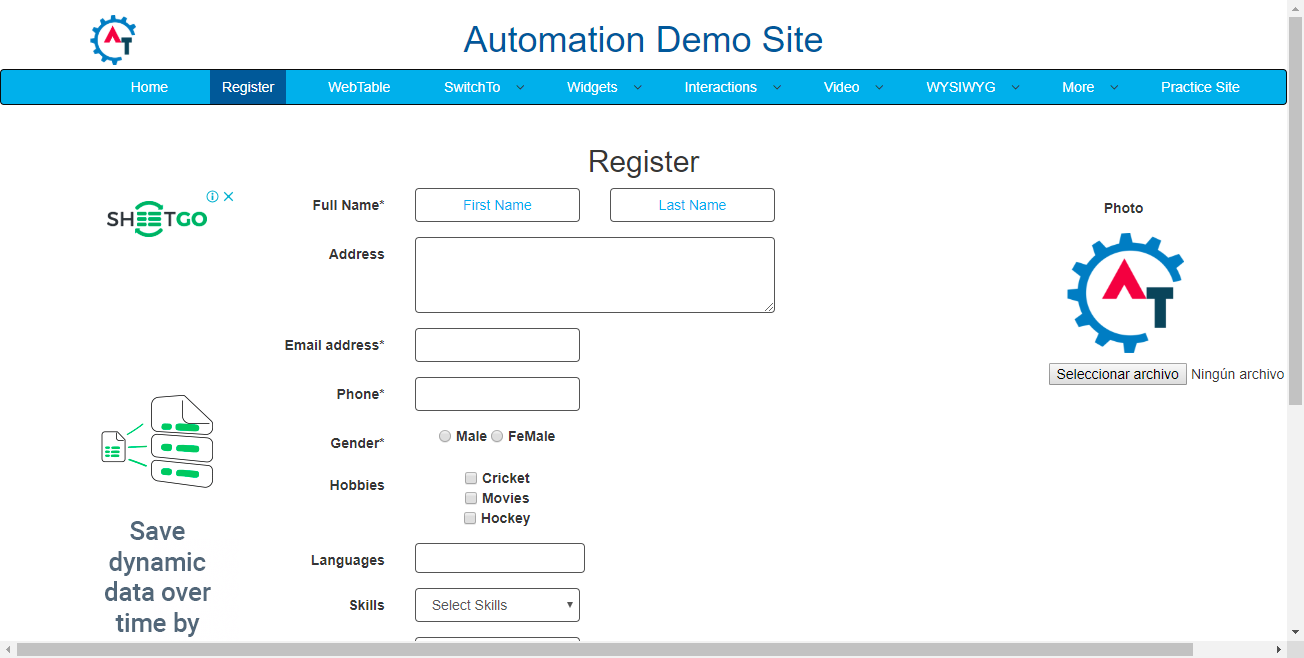 AT
Automation Demo Site
Home Register WebTable SwitchTo Widgets Interactions Video WYSIWYG More Practice Site
Register
SHEETGO
Full Name* First Name Last Name
Photo
Address
AT
Email address*
Seleccionar archivo Ningún archivo
Phone*
Gender* Male FeMale
Hobbies
Cricket
Movies
Hockey
Save
dynamic
data over
time by
Languages
Skills Select Skills